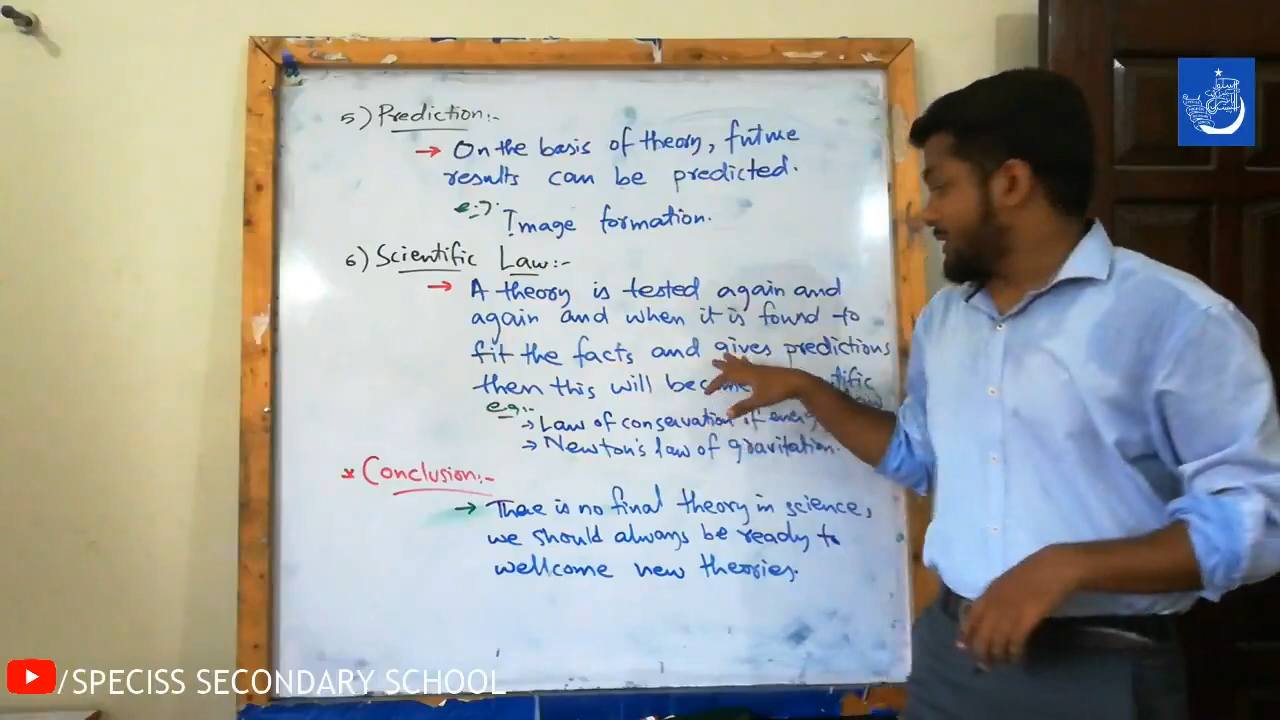 5) Prediction:-
→ On the basis of theory, future
results can be predicted.
e.g. Image formation.
6) Scientific Law:-
→ A theory is tested again and
again and when it is found to
fit the facts and gives predictions
then this will become
eg:-
→ Law of conservation of
→ Newton's law of gravitation.
* Conclusion:-
→ There is no final theory in science,
we should always be ready to
wellcome new theories.
/SPECISS SECONDARY SCHOOL